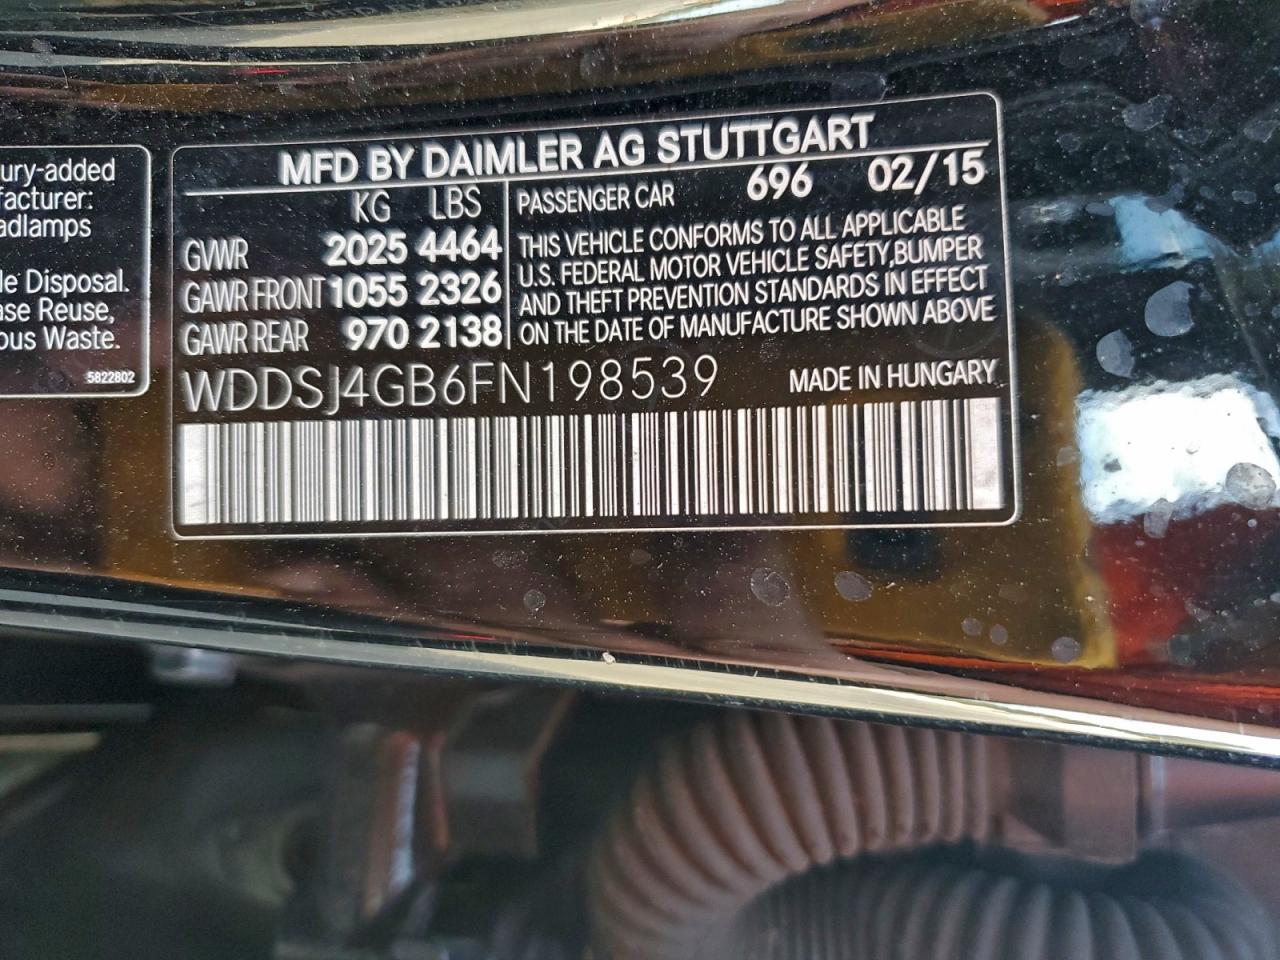 ury-added
facturer:
adlamps
le Disposal.
ase Reuse,
ous Waste.
5822802
MFD BY DAIMLER AG STUTTGART
KG LBS
GVWR 2025 4464
GAWR FRONT 1055 2326
GAWR REAR 970 2138
PASSENGER CAR 696 02/15
THIS VEHICLE CONFORMS TO ALL APPLICABLE
U.S. FEDERAL MOTOR VEHICLE SAFETY,BUMPER
AND THEFT PREVENTION STANDARDS IN EFFECT
ON THE DATE OF MANUFACTURE SHOWN ABOVE
WDDSJ4GB6FN198539 MADE IN HUNGARY